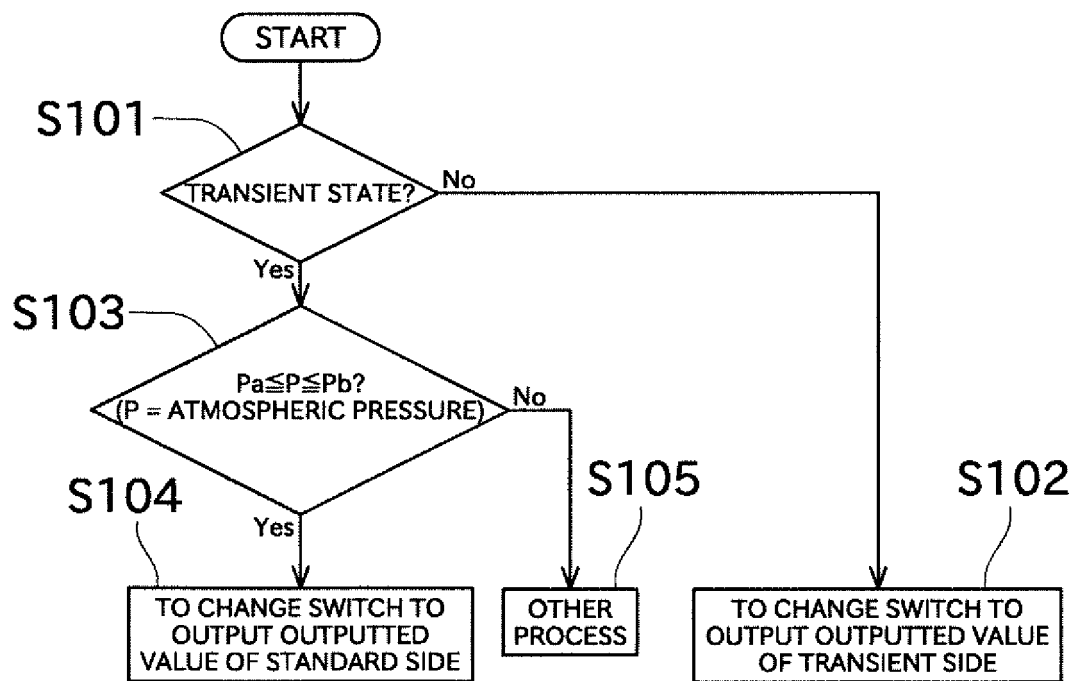 START
S101
TRANSIENT STATE?
No
Yes
S103
Pa≦P≦Pb?
(P = ATMOSPHERIC PRESSURE)
No
Yes
S104
S105
S102
TO CHANGE SWITCH TO
OUTPUT OUTPUTTED
VALUE OF STANDARD SIDE
OTHER
PROCESS
TO CHANGE SWITCH TO
OUTPUT OUTPUTTED VALUE
OF TRANSIENT SIDE